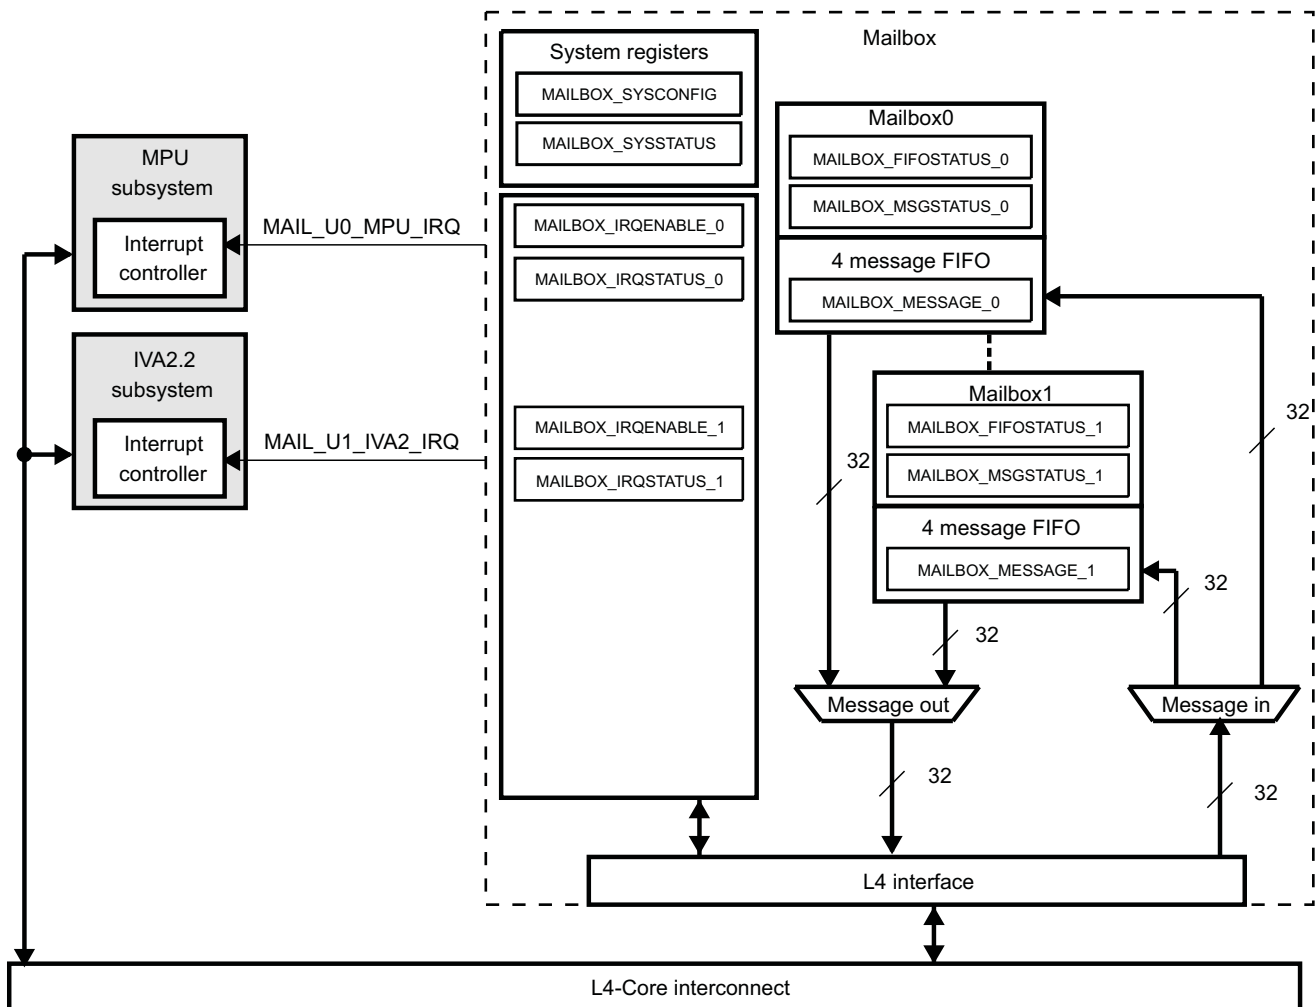 Mailbox
System registers
MAILBOX_SYSCONFIG
MAILBOX_SYSSTATUS
MAILBOX_IRQENABLE_0
MAILBOX_IRQSTATUS_0
MAILBOX_IRQENABLE_1
MAILBOX_IRQSTATUS_1
MPU
subsystem
Interrupt
controller
MAIL_U0_MPU_IRQ
IVA2.2
subsystem
Interrupt
controller
MAIL_U1_IVA2_IRQ
Mailbox0
MAILBOX_FIFOSTATUS_0
MAILBOX_MSGSTATUS_0
4 message FIFO
MAILBOX_MESSAGE_0
Mailbox1
MAILBOX_FIFOSTATUS_1
MAILBOX_MSGSTATUS_1
4 message FIFO
MAILBOX_MESSAGE_1
32
32
32
32
Message out
Message in
32
32
L4 interface
L4-Core interconnect